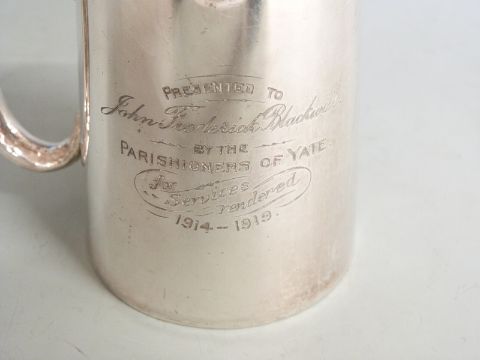 PRESENTED TO
John Frederick Blackwell
BY THE
PARISHIONERS OF YATE
for
Services
rendered
1914-1919.